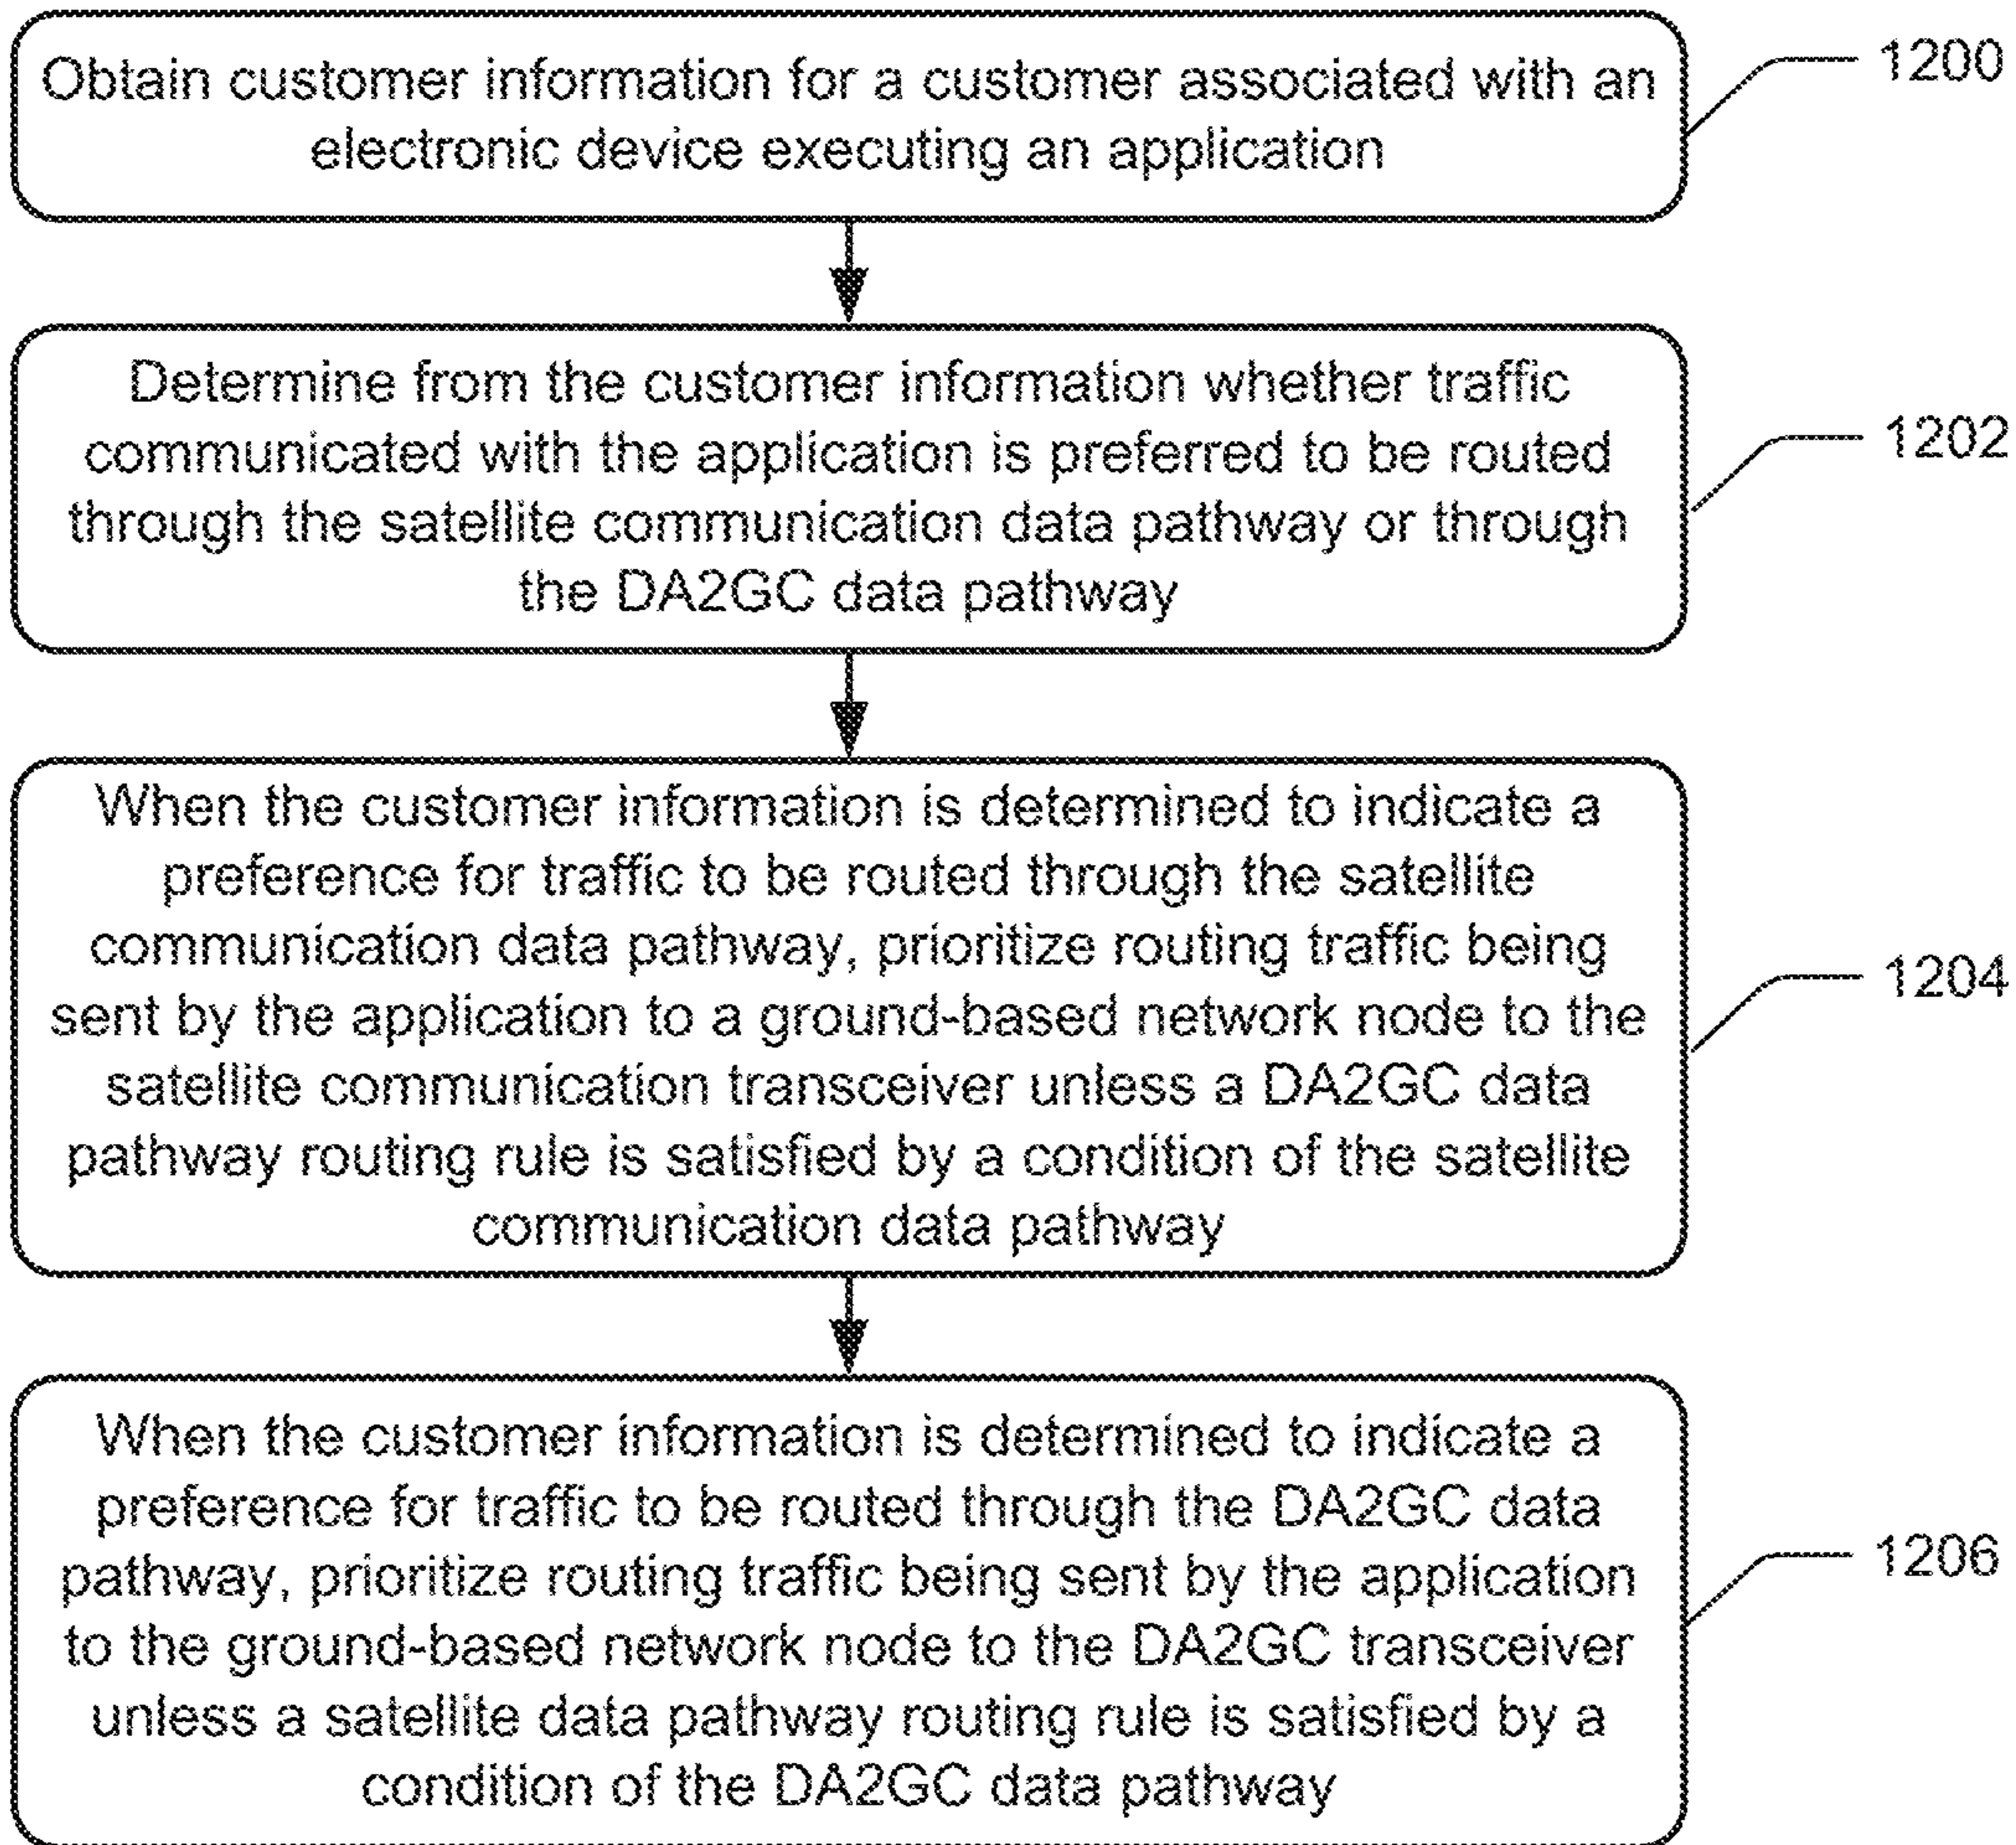 Obtain customer information for a customer associated with an
electronic device executing an application
1200
Determine from the customer information whether traffic
communicated with the application is preferred to be routed
through the satellite communication data pathway or through
the DA2GC data pathway
1202
When the customer information is determined to indicate a
preference for traffic to be routed through the satellite
communication data pathway, prioritize routing traffic being
sent by the application to a ground-based network node to the
satellite communication transceiver unless a DA2GC data
pathway routing rule is satisfied by a condition of the satellite
communication data pathway
1204
When the customer information is determined to indicate a
preference for traffic to be routed through the DA2GC data
pathway, prioritize routing traffic being sent by the application
to the ground-based network node to the DA2GC transceiver
unless a satellite data pathway routing rule is satisfied by a
condition of the DA2GC data pathway
1206